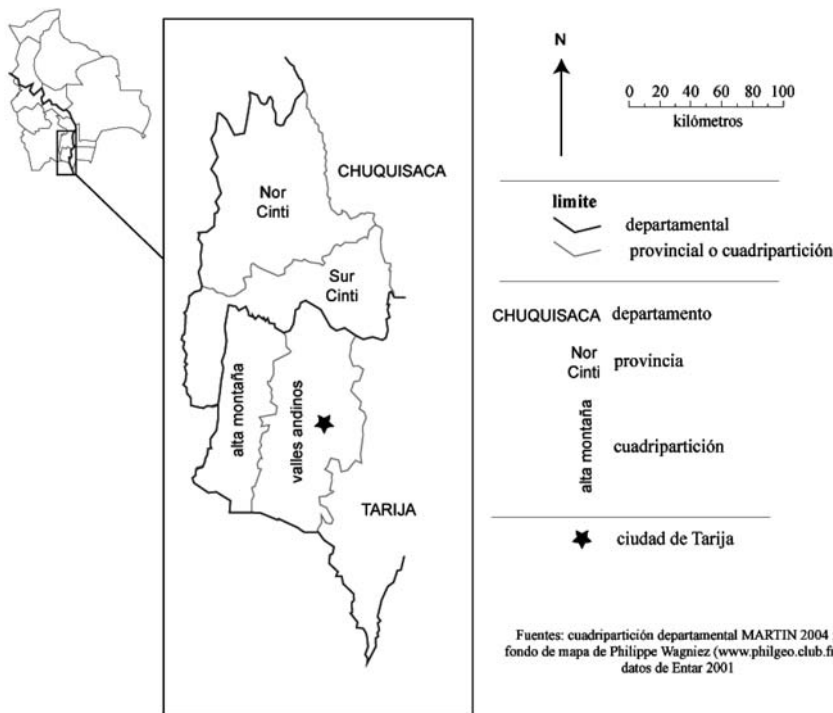 CHUQUISACA
Nor
Cinti
Sur
Cinti
alta montaña
valles andinos
TARIJA
N
0 20 40 60 80 100
kilómetros
limite
departamental
provincial o cuadripartición
CHUQUISACA departamento
Nor
Cinti
provincia
alta montaña
cuadripartición
ciudad de Tarija
Fuentes: cuadripartición departamental MARTIN 2004 ;
fondo de mapa de Philippe Wagniez (www.philgeo.club.fr
datos de Entar 2001